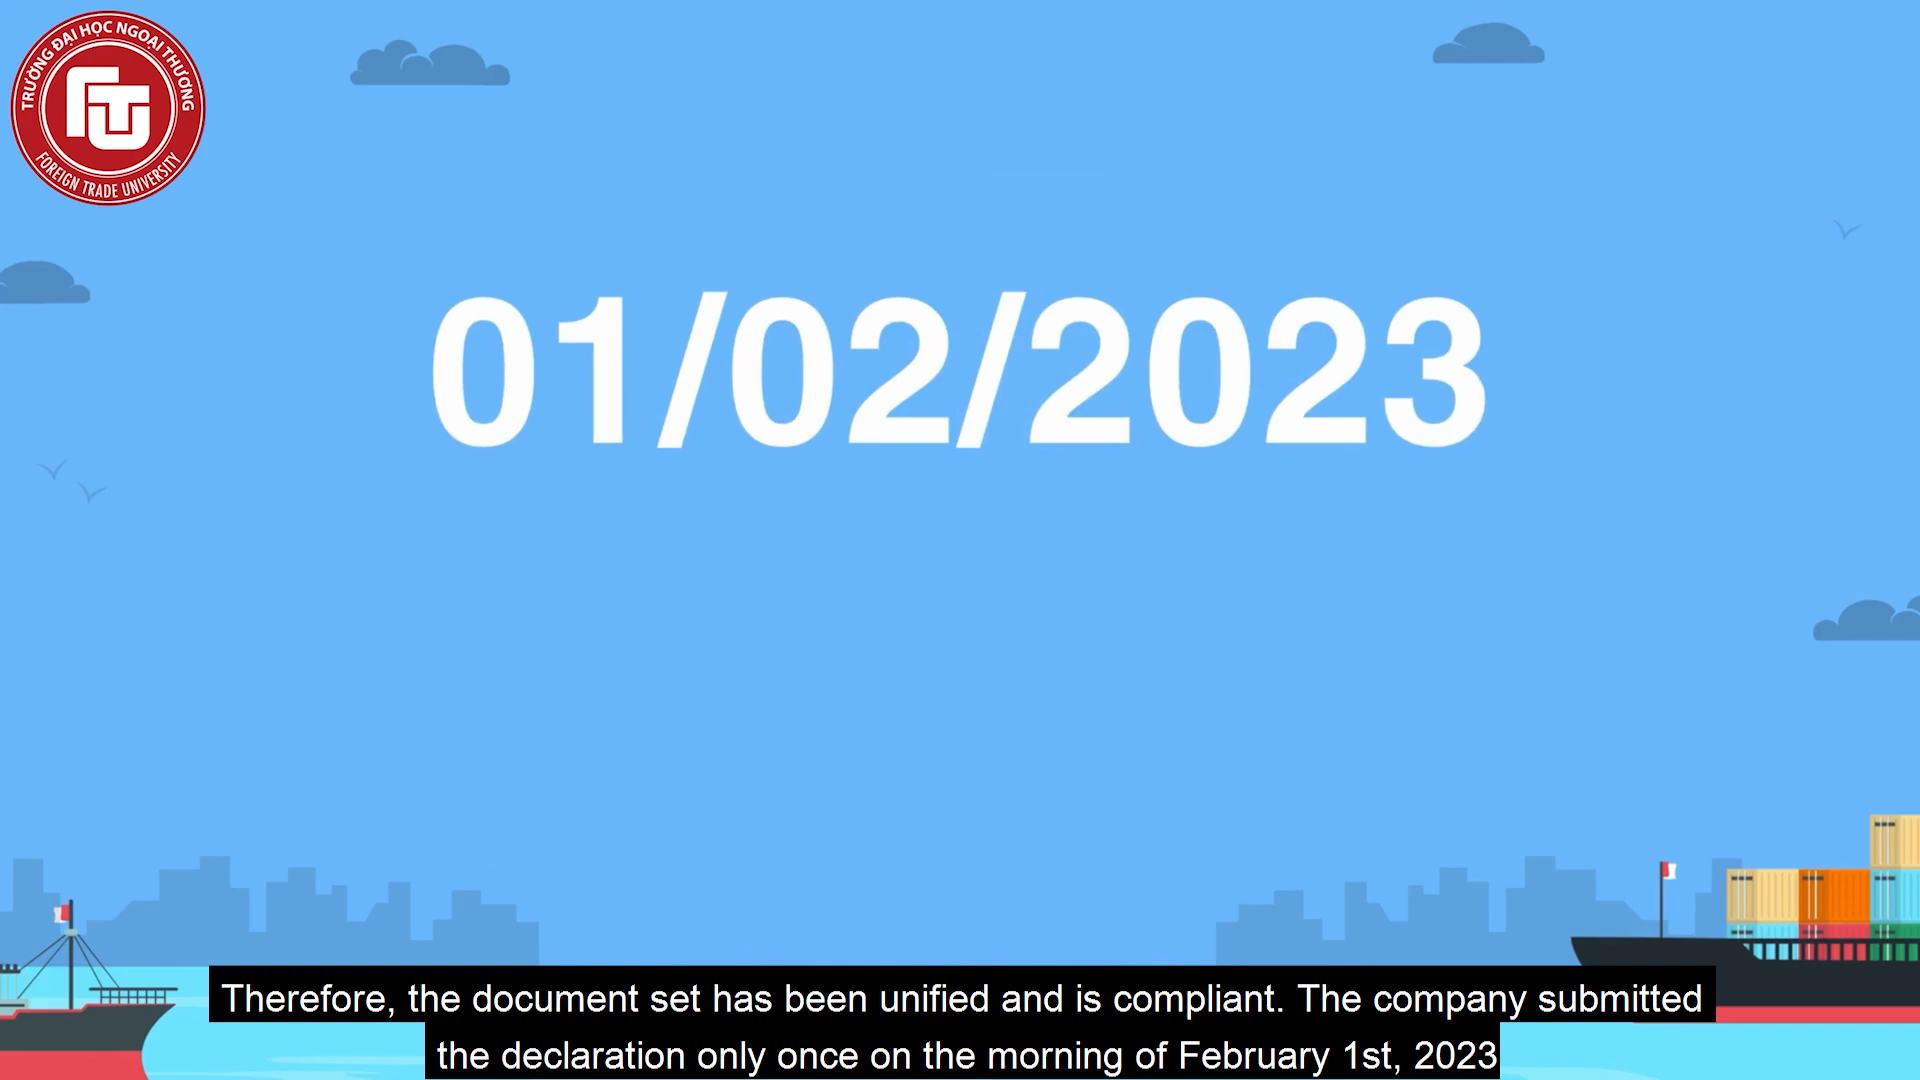 TRƯỜNG ĐẠI HỌC NGOẠI THƯƠNG
FTU
FOREIGN TRADE UNIVERSITY
01/02/2023
Therefore, the document set has been unified and is compliant. The company submitted
the declaration only once on the morning of February 1st, 2023